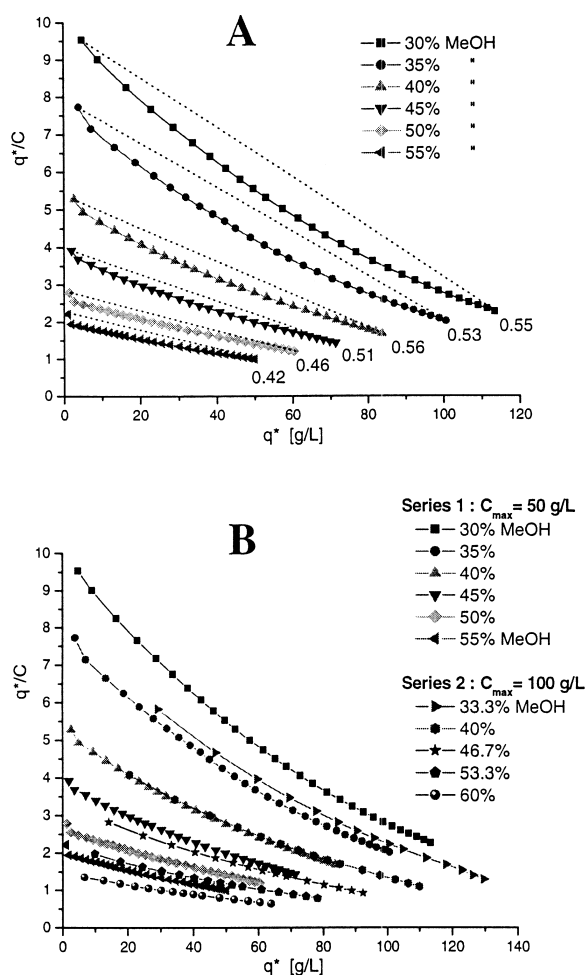 A
30% MeOH
35% "
40% "
45% "
50% "
55% "
10
9
8
7
6
5
4
3
2
1
0
q*/C
0.55
0.53
0.56
0.51
0.46
0.42
0 20 40 60 80 100 120
q* [g/L]
B
Series 1 : Cmax= 50 g/L
30% MeOH
35%
40%
45%
50%
55% MeOH
Series 2 : Cmax= 100 g/L
33.3% MeOH
40%
46.7%
53.3%
60%
10
9
8
7
6
5
4
3
2
1
0
q*/C
0 20 40 60 80 100 120 140
q* [g/L]